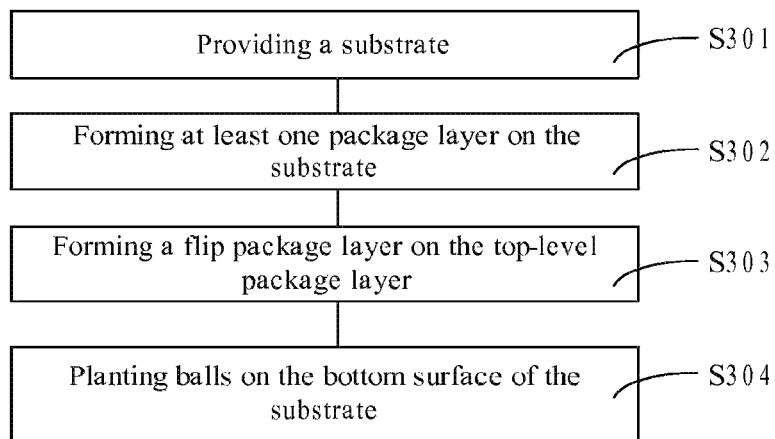 Providing a substrate
S301
Forming at least one package layer on the
substrate
S302
Forming a flip package layer on the top-level
package layer
S303
Planting balls on the bottom surface of the
substrate
S304